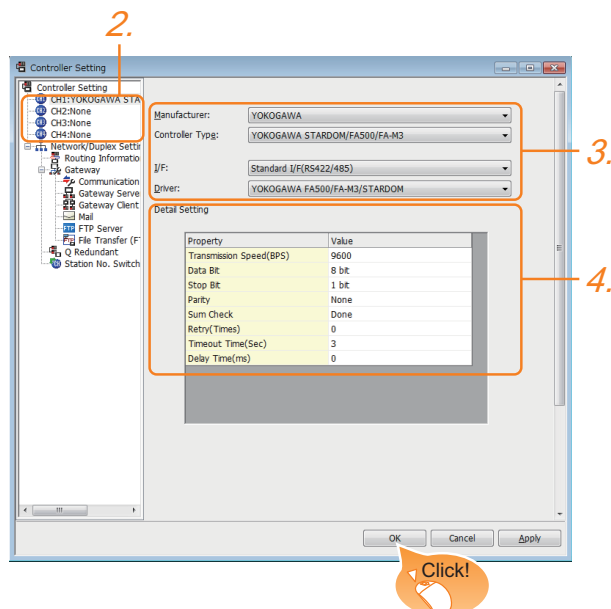 2.
Controller Setting
Controller Setting
CH1:YOKOGAWA STA
CH2:None
CH3:None
CH4:None
Network/Duplex Settin
Routing Informatio
Gateway
Communication
Gateway Serve
Gateway Client
Mail
FTP FTP Server
File Transfer (F
Q Redundant
Station No. Switch
Manufacturer: YOKOGAWA
Controller Type: YOKOGAWA STARDOM/FA500/FA-M3
I/F: Standard I/F(RS422/485)
Driver: YOKOGAWA FA500/FA-M3/STARDOM
3.
Detail Setting
Property Value
Transmission Speed(BPS) 9600
Data Bit 8 bit
Stop Bit 1 bit
Parity None
Sum Check Done
Retry(Times) 0
Timeout Time(Sec) 3
Delay Time(ms) 0
4.
OK Cancel Apply
Click!